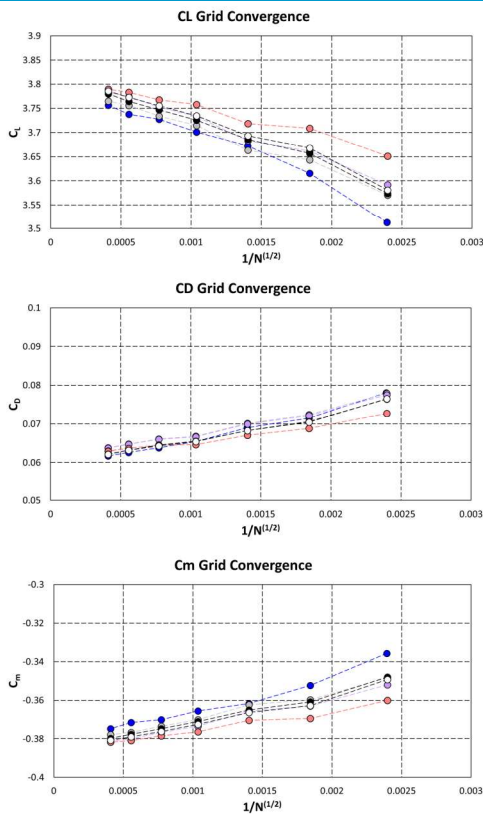 CL Grid Convergence
3.9
3.85
3.8
3.75
3.7
3.65
3.6
3.55
3.5
C_L
0 0.0005 0.001 0.0015 0.002 0.0025 0.003
1/N^(1/2)
CD Grid Convergence
0.1
0.09
0.08
0.07
0.06
0.05
C_D
0 0.0005 0.001 0.0015 0.002 0.0025 0.003
1/N^(1/2)
Cm Grid Convergence
-0.3
-0.32
-0.34
-0.36
-0.38
-0.4
C_m
0 0.0005 0.001 0.0015 0.002 0.0025 0.003
1/N^(1/2)